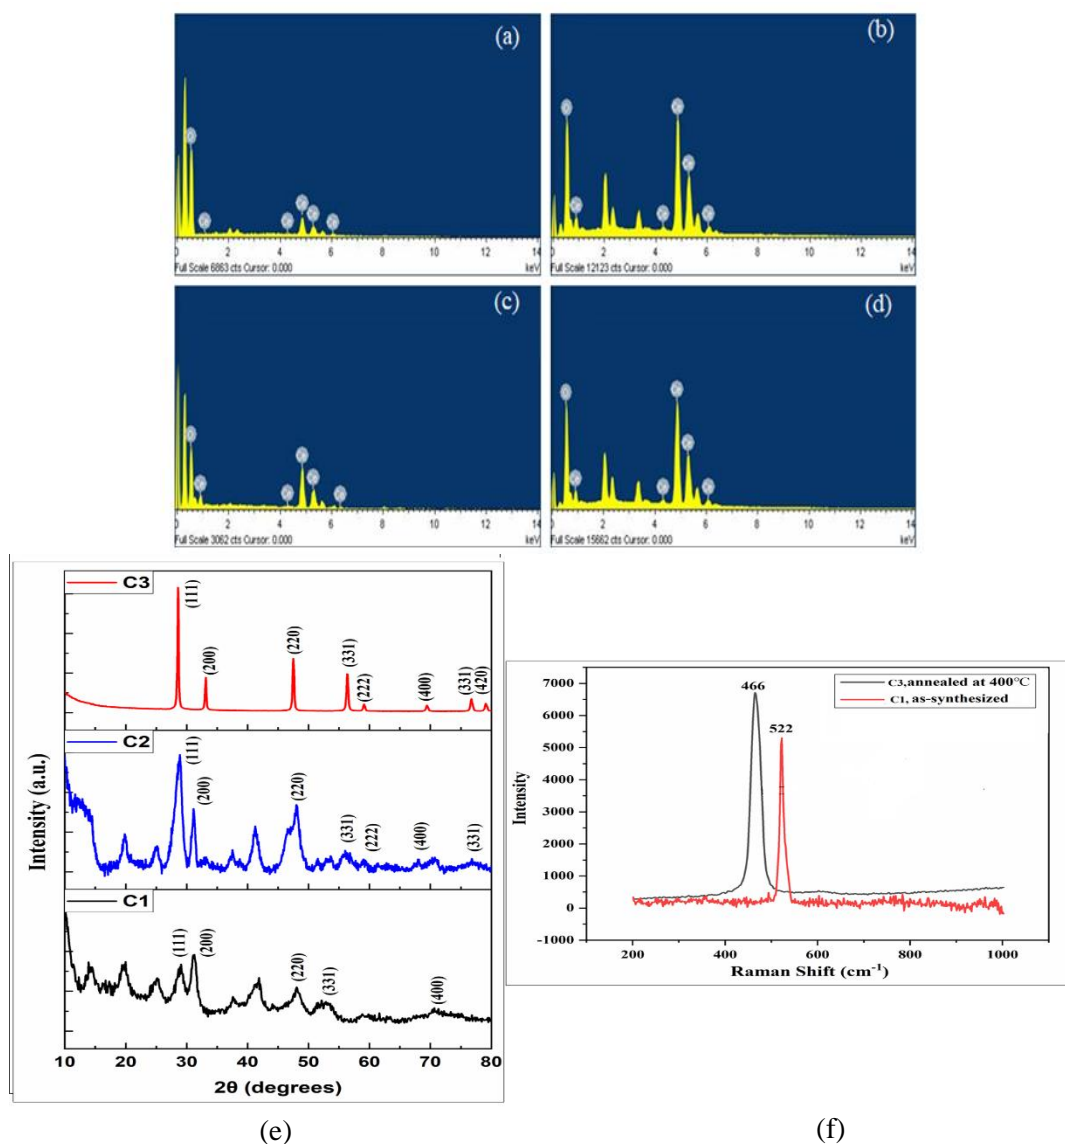 (a)
0 2 4 6 8 10 12 14
Full Scale 6863 cts Cursor: 0.000 keV
(b)
0 2 4 6 8 10 12 14
Full Scale 12123 cts Cursor: 0.000 keV
(c)
0 2 4 6 8 10 12 14
Full Scale 3062 cts Cursor: 0.000 keV
(d)
0 2 4 6 8 10 12 14
Full Scale 15662 cts Cursor: 0.000 keV
C3
(111)
(200)
(220)
(331)
(222)
(400)
(331)
(420)
C2
(111)
(200)
(220)
(331)
(222)
(400)
(331)
C1
(111)
(200)
(220)
(331)
(400)
Intensity (a.u.)
10 20 30 40 50 60 70 80
2θ (degrees)
(e)
7000
6000
5000
4000
3000
2000
1000
0
-1000
Intensity
466
522
C3,annealed at 400°C
C1, as-synthesized
200 400 600 800 1000
Raman Shift (cm⁻¹)
(f)